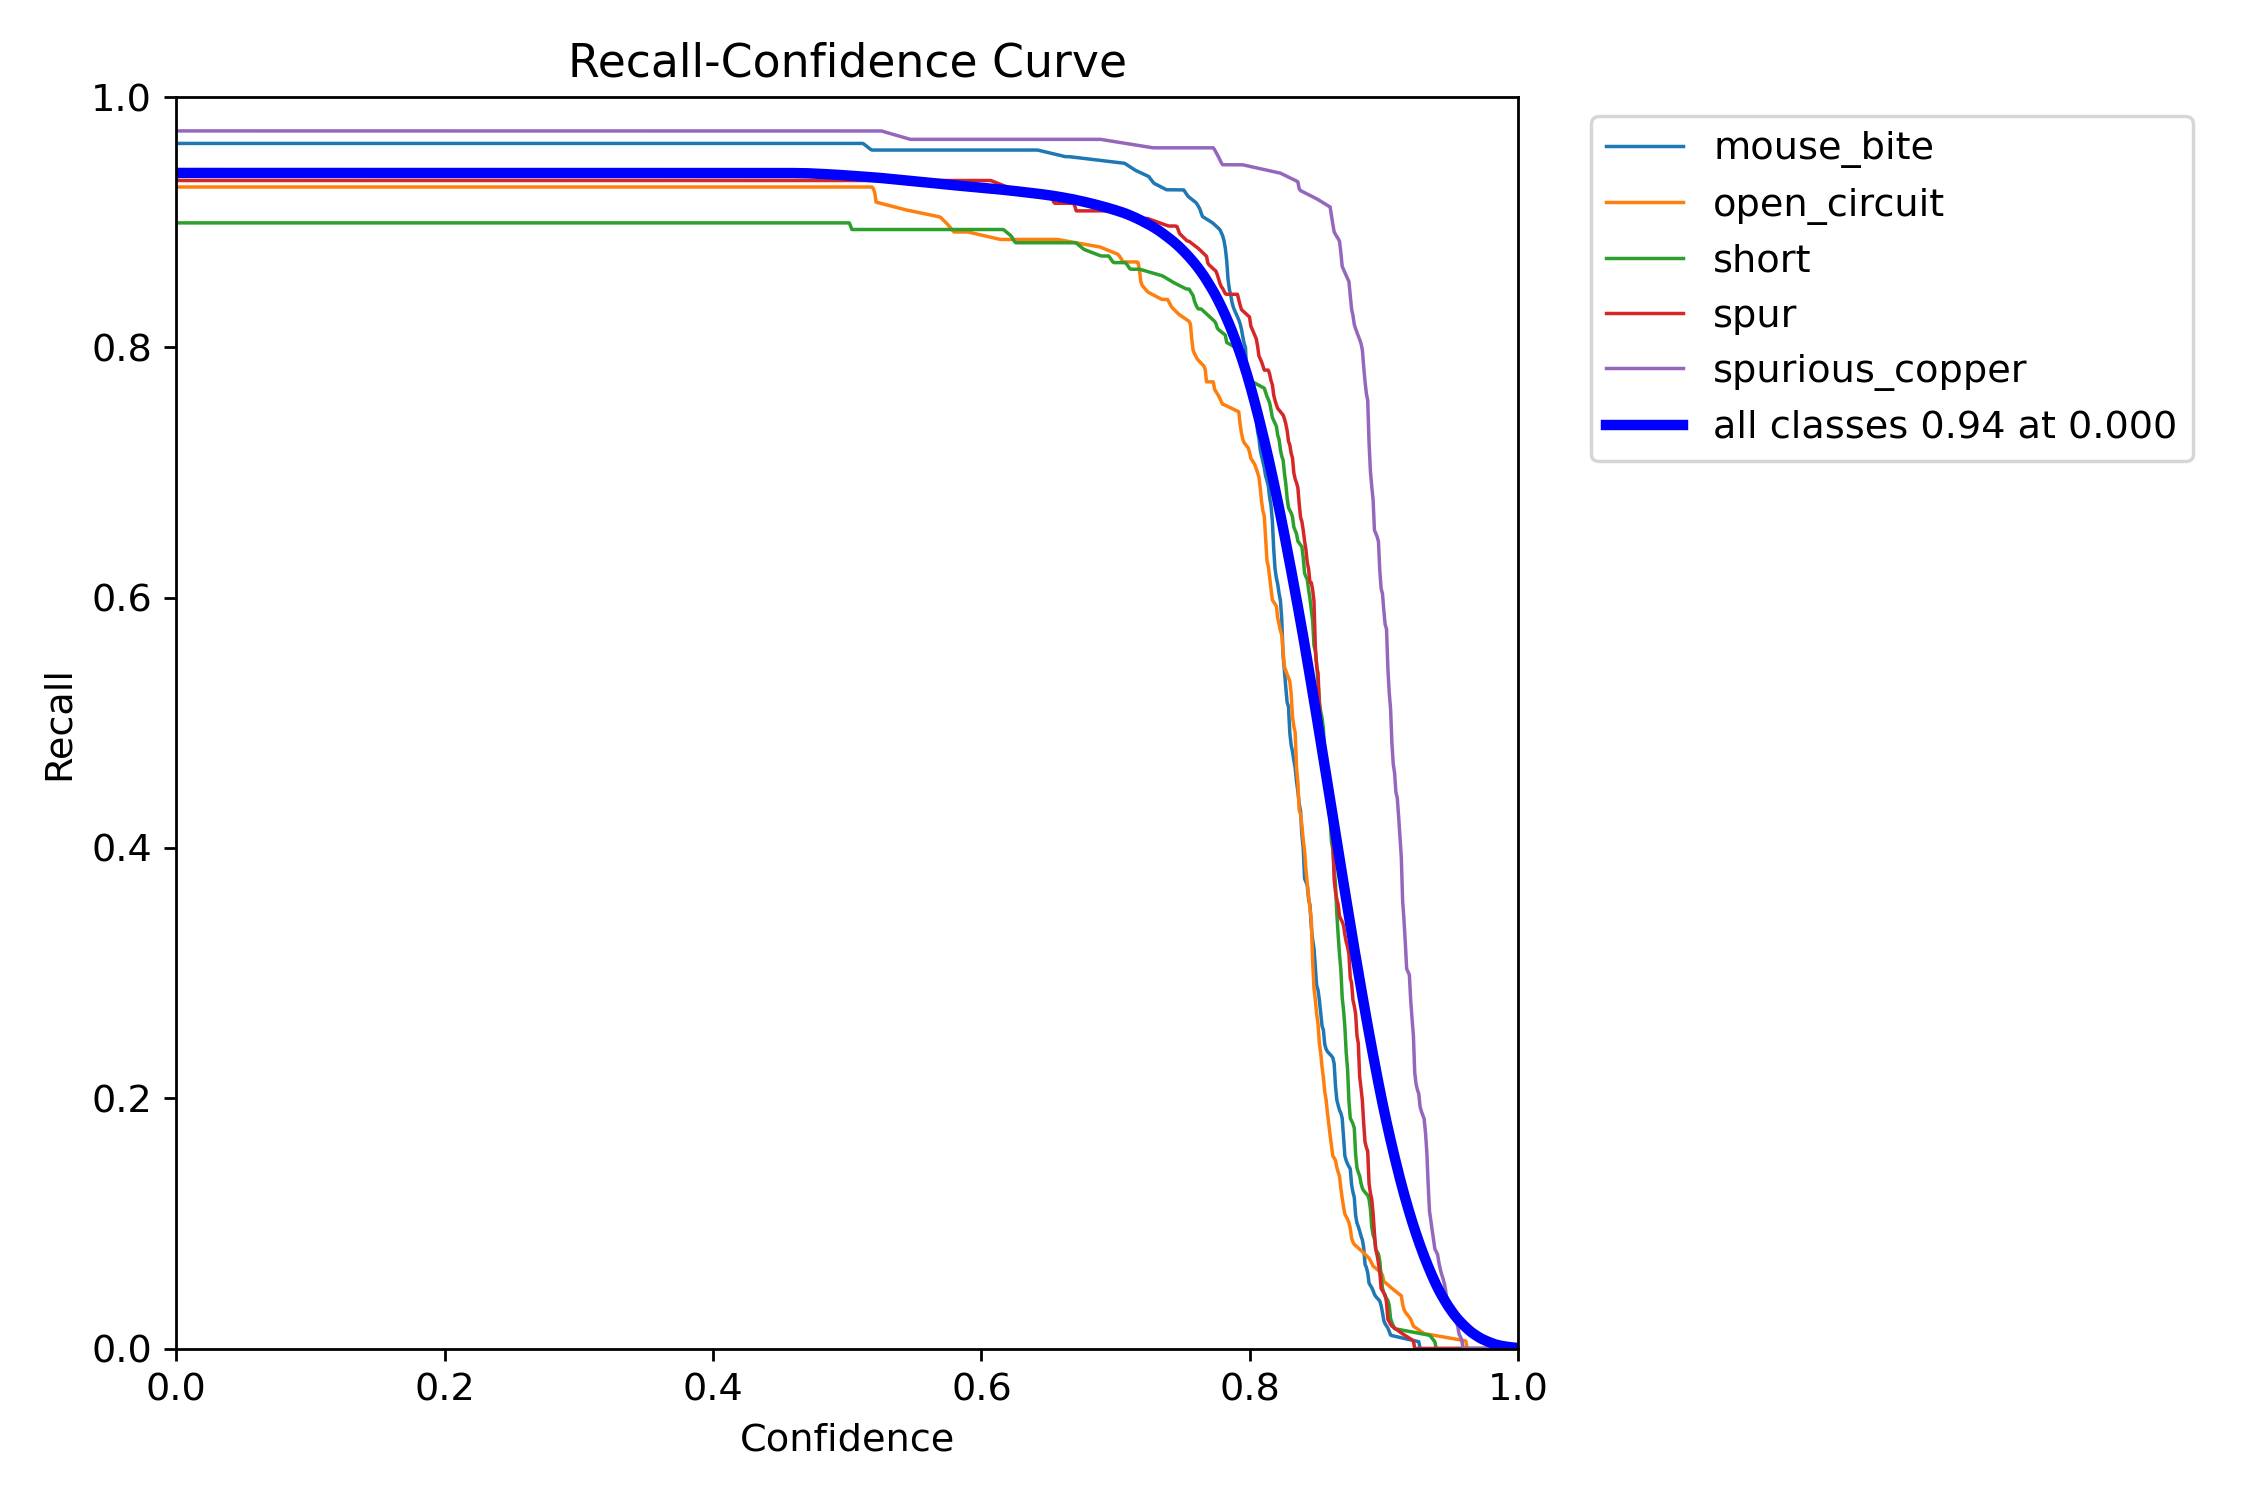 Recall-Confidence Curve
1.0
0.8
0.6
0.4
0.2
0.0
Recall
0.0 0.2 0.4 0.6 0.8 1.0
Confidence
mouse_bite
open_circuit
short
spur
spurious_copper
all classes 0.94 at 0.000